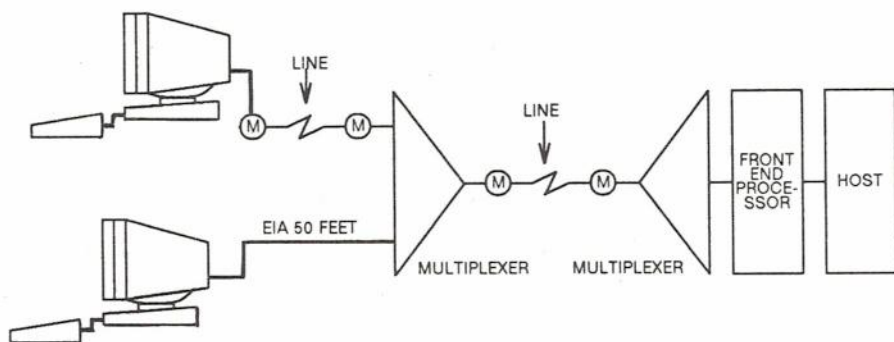 LINE
M
M
LINE
M
M
EIA 50 FEET
MULTIPLEXER
MULTIPLEXER
FRONT
END
PROCE-
SSOR
HOST